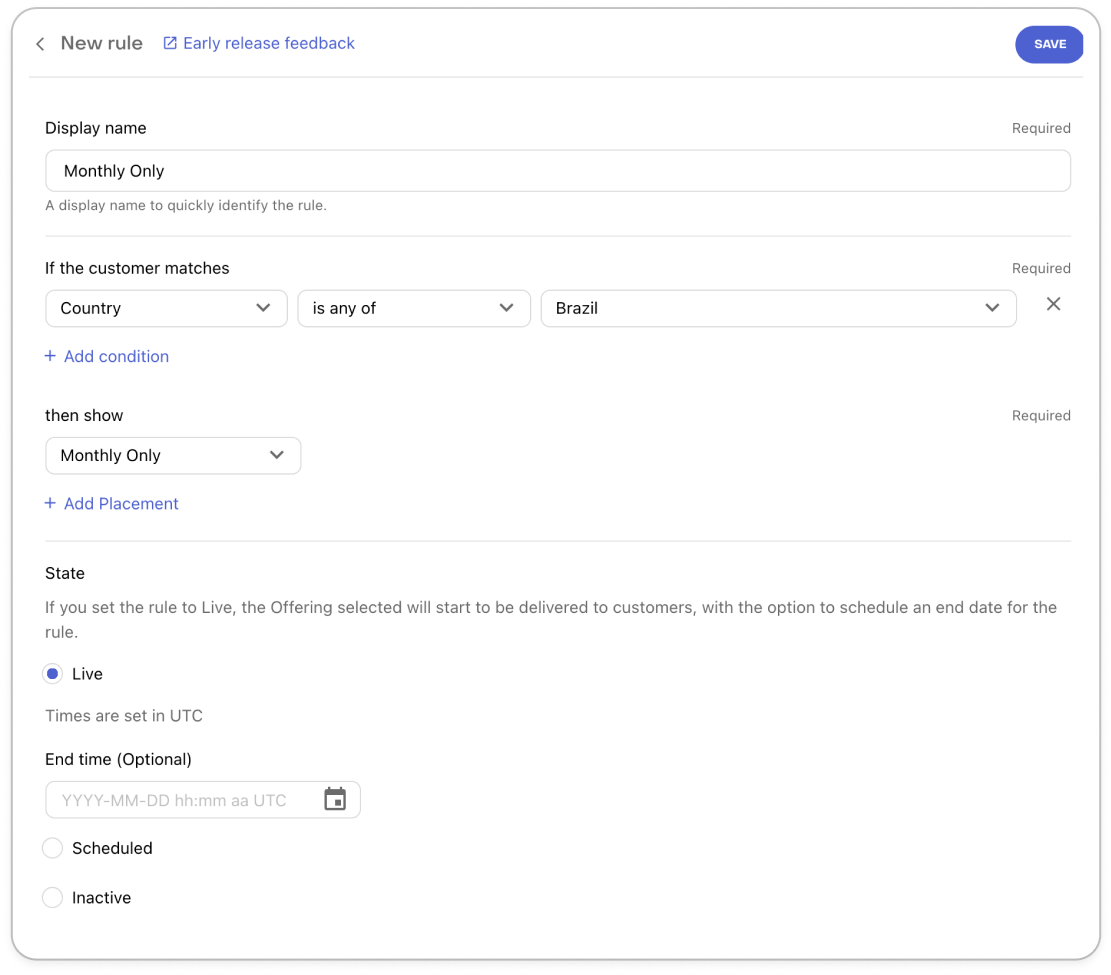 New rule Early release feedback SAVE
Display name Required
Monthly Only
A display name to quickly identify the rule.
If the customer matches Required
Country is any of Brazil
+ Add condition
then show Required
Monthly Only
+ Add Placement
State
If you set the rule to Live, the Offering selected will start to be delivered to customers, with the option to schedule an end date for the
rule.
Live
Times are set in UTC
End time (Optional)
YYYY-MM-DD hh:mm aa UTC
Scheduled
Inactive